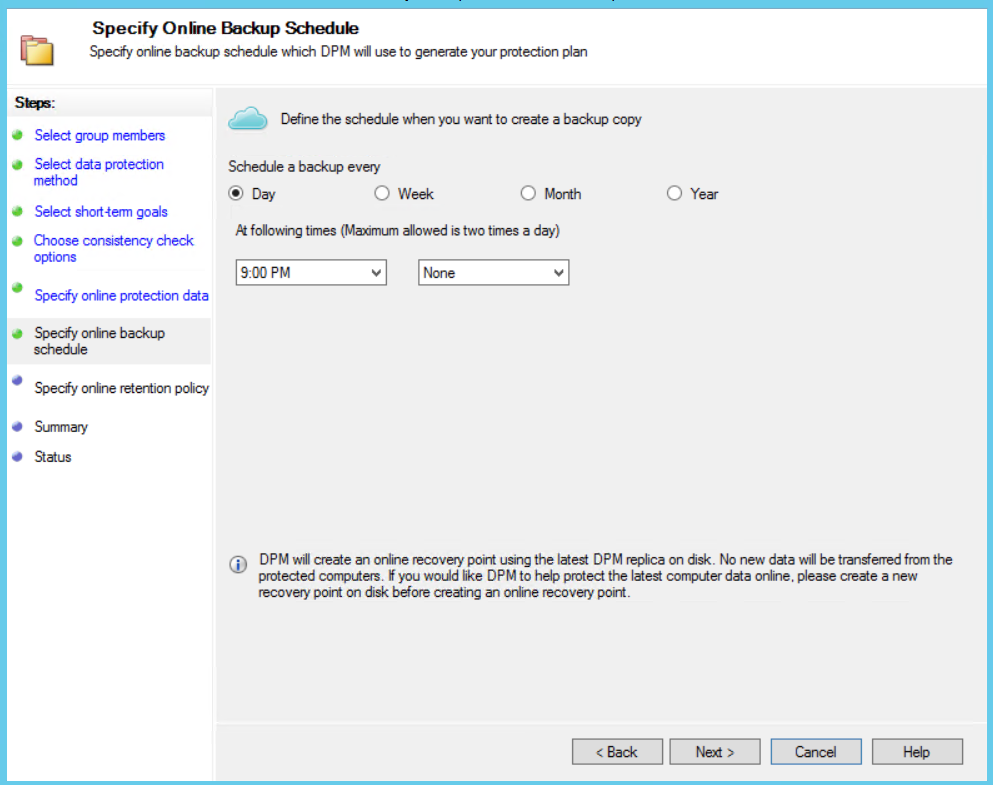 Specify Online Backup Schedule
Specify online backup schedule which DPM will use to generate your protection plan
Steps:
Select group members
Select data protection
method
Select short-term goals
Choose consistency check
options
Specify online protection data
Specify online backup
schedule
Specify online retention policy
Summary
Status
Define the schedule when you want to create a backup copy
Schedule a backup every
Day Week Month Year
At following times (Maximum allowed is two times a day)
9:00 PM None
DPM will create an online recovery point using the latest DPM replica on disk. No new data will be transferred from the
protected computers. If you would like DPM to help protect the latest computer data online, please create a new
recovery point on disk before creating an online recovery point.
< Back Next > Cancel Help